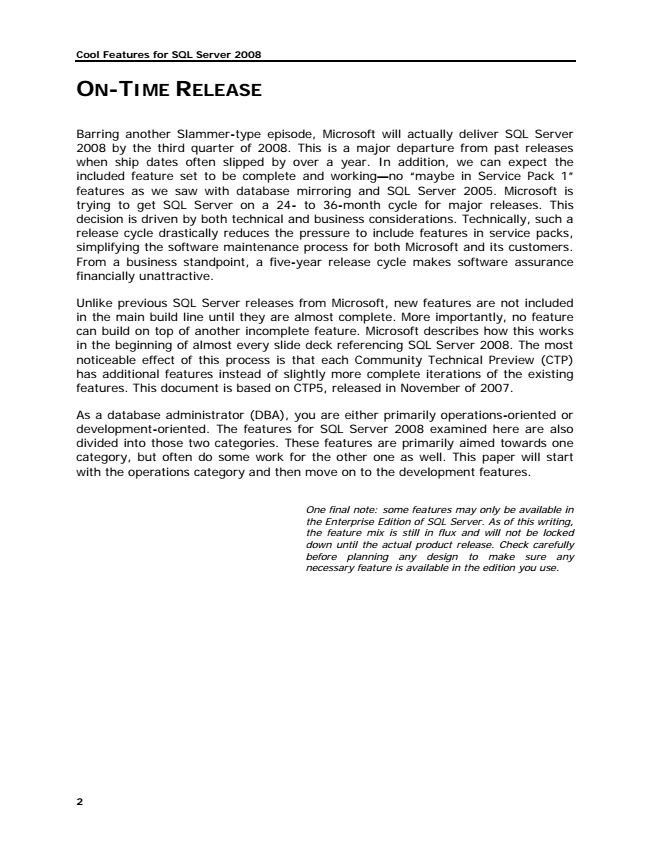 Cool Features for SQL Server 2008
ON-TIME RELEASE
Barring another Slammer-type episode, Microsoft will actually deliver SQL Server
2008 by the third quarter of 2008. This is a major departure from past releases
when ship dates often slipped by over a year. In addition, we can expect the
included feature set to be complete and working—no "maybe in Service Pack 1"
features as we saw with database mirroring and SQL Server 2005. Microsoft is
trying to get SQL Server on a 24- to 36-month cycle for major releases. This
decision is driven by both technical and business considerations. Technically, such a
release cycle drastically reduces the pressure to include features in service packs,
simplifying the software maintenance process for both Microsoft and its customers.
From a business standpoint, a five-year release cycle makes software assurance
financially unattractive.
Unlike previous SQL Server releases from Microsoft, new features are not included
in the main build line until they are almost complete. More importantly, no feature
can build on top of another incomplete feature. Microsoft describes how this works
in the beginning of almost every slide deck referencing SQL Server 2008. The most
noticeable effect of this process is that each Community Technical Preview (CTP)
has additional features instead of slightly more complete iterations of the existing
features. This document is based on CTP5, released in November of 2007.
As a database administrator (DBA), you are either primarily operations-oriented or
development-oriented. The features for SQL Server 2008 examined here are also
divided into those two categories. These features are primarily aimed towards one
category, but often do some work for the other one as well. This paper will start
with the operations category and then move on to the development features.
One final note: some features may only be available in
the Enterprise Edition of SQL Server. As of this writing,
the feature mix is still in flux and will not be locked
down until the actual product release. Check carefully
before planning any design to make sure any
necessary feature is available in the edition you use.
2